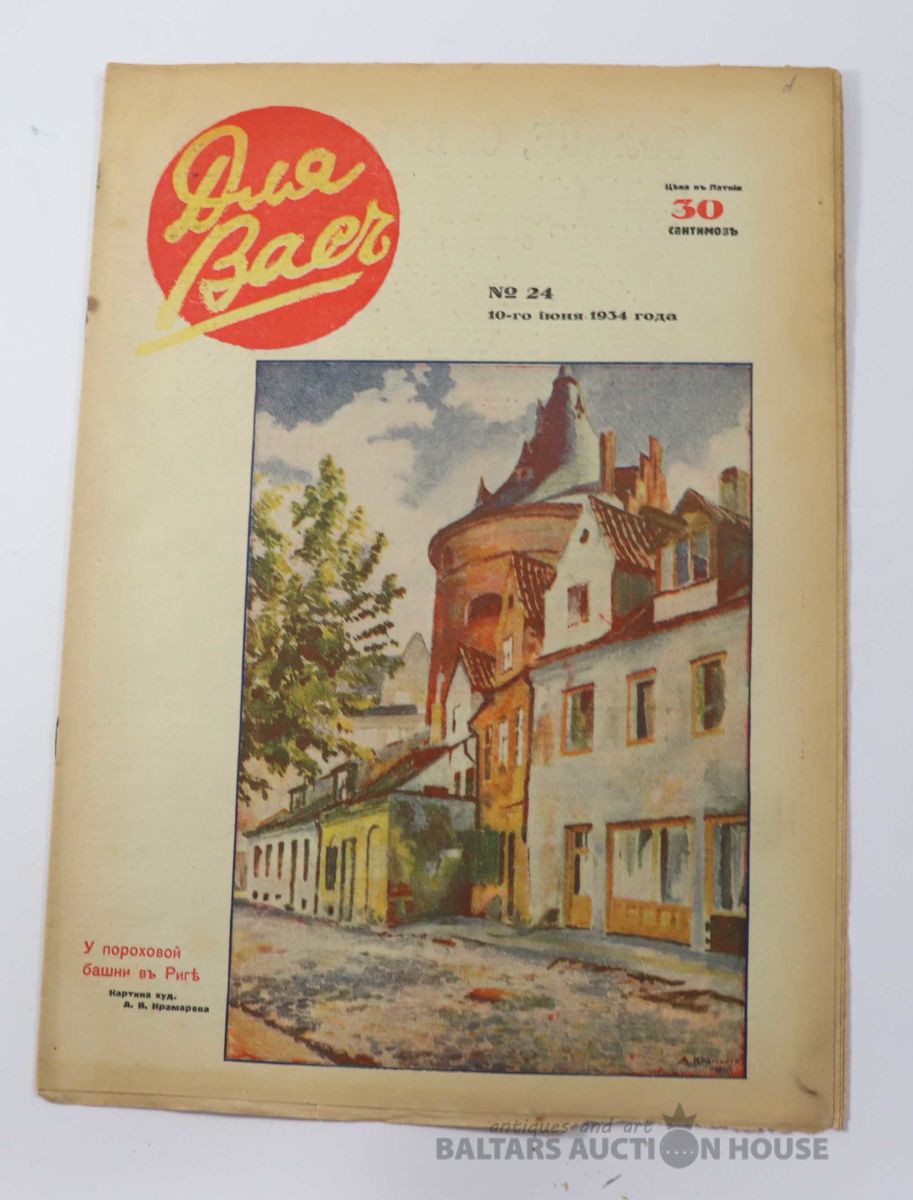 Для
Васъ
Цѣна въ Латвіи
30
сантимовъ
№ 24
10-го іюня 1934 года
У пороховой
башни въ Ригѣ
Картина худ.
А. Я. Крамарева
antiques and art
BALTARS AUCTION HOUSE